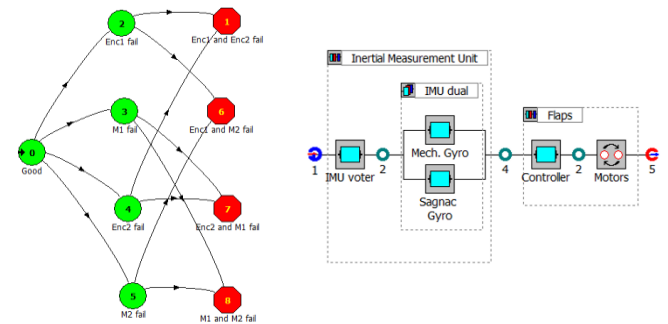 2
Enc1 fail
1
Enc1 and Enc2 fail
3
M1 fail
6
Enc1 and M2 fail
0
Good
4
Enc2 fail
7
Enc2 and M1 fail
5
M2 fail
8
M1 and M2 fail
Inertial Measurement Unit
IMU dual
Flaps
Mech. Gyro
1
IMU voter
2
Sagnac
Gyro
4
Controller
2
Motors
5